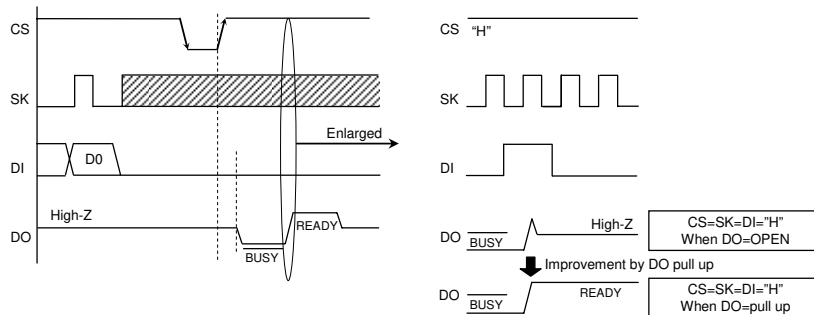 CS
SK
DI
D0
High-Z
DO
BUSY
READY
Enlarged
CS
"H"
SK
DI
DO
BUSY
High-Z
CS=SK=DI="H"
When DO=OPEN
Improvement by DO pull up
DO
BUSY
READY
CS=SK=DI="H"
When DO=pull up